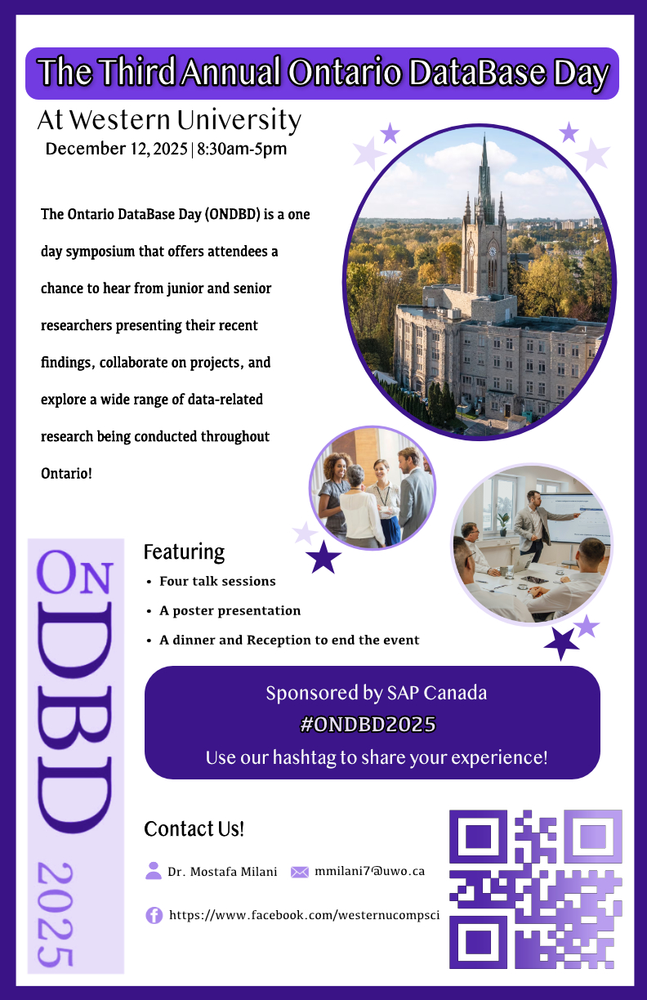 The Third Annual Ontario DataBase Day
At Western University
December 12, 2025 | 8:30am-5pm
The Ontario DataBase Day (ONDBD) is a one
day symposium that offers attendees a
chance to hear from junior and senior
researchers presenting their recent
findings, collaborate on projects, and
explore a wide range of data-related
research being conducted throughout
Ontario!
ONDBD 2025
Featuring
• Four talk sessions
• A poster presentation
• A dinner and Reception to end the event
Sponsored by SAP Canada
#ONDBD2025
Use our hashtag to share your experience!
Contact Us!
Dr. Mostafa Milani
mmilani7@uwo.ca
https://www.facebook.com/westernucompsci